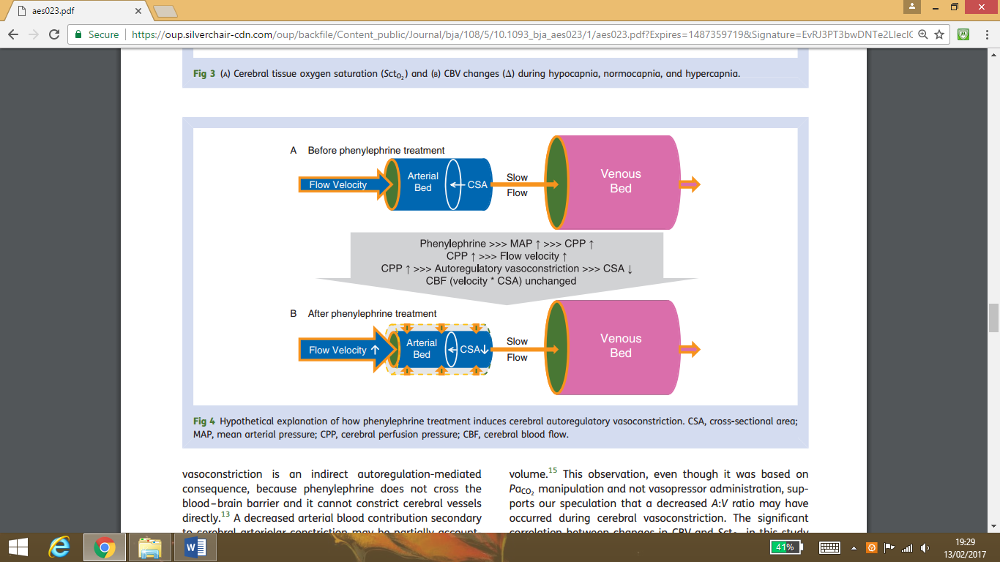 aes023.pdf
Secure | https://oup.silverchair-cdn.com/oup/backfile/Content_public/Journal/bja/108/5/10.1093_bja_aes023/1/aes023.pdf?Expires=1487359719&Signature=
Fig 3 (A) Cerebral tissue oxygen saturation (SctO₂) and (B) CBV changes (Δ) during hypocapnia, normocapnia, and hypercapnia.
A Before phenylephrine treatment
Flow Velocity
Arterial
Bed
CSA
Slow
Flow
Venous
Bed
Phenylephrine >>> MAP ↑ >>> CPP ↑
CPP ↑ >>> Flow velocity ↑
CPP ↑ >>> Autoregulatory vasoconstriction >>> CSA ↓
CBF (velocity * CSA) unchanged
B After phenylephrine treatment
Flow Velocity ↑
Arterial
Bed
CSA↓
Slow
Flow
Venous
Bed
Fig 4 Hypothetical explanation of how phenylephrine treatment induces cerebral autoregulatory vasoconstriction. CSA, cross-sectional area;
MAP, mean arterial pressure; CPP, cerebral perfusion pressure; CBF, cerebral blood flow.
vasoconstriction is an indirect autoregulation-mediated
consequence, because phenylephrine does not cross the
blood–brain barrier and it cannot constrict cerebral vessels
directly.¹³ A decreased arterial blood contribution secondary
to cerebral arteriolar constriction may be partially account-
volume.¹⁵ This observation, even though it was based on
PaCO₂ manipulation and not vasopressor administration, sup-
ports our speculation that a decreased A:V ratio may have
occurred during cerebral vasoconstriction. The significant
correlation between changes in CBV and SctO₂ in this study
41%
19:29
13/02/2017